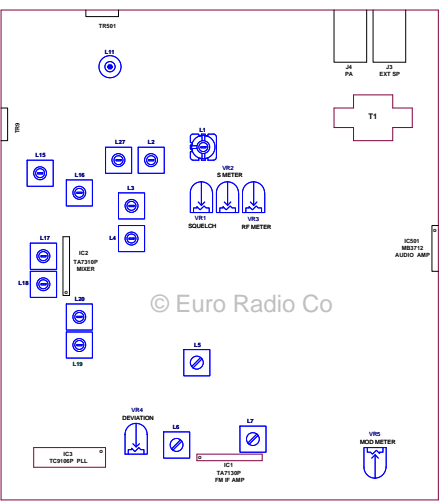 TR501
L11
J4
PA
J3
EXT SP
T1
TR9
L1
L27
L2
L15
VR2
S METER
L16
L3
VR1
SQUELCH
VR3
RF METER
L4
L17
IC2
TA7310P
MIXER
IC501
MB3712
AUDIO AMP
L18
L20
© Euro Radio Co
L5
L19
VR4
DEVIATION
L6
L7
VR5
MOD METER
IC3
TC9106P PLL
IC1
TA7130P
FM IF AMP